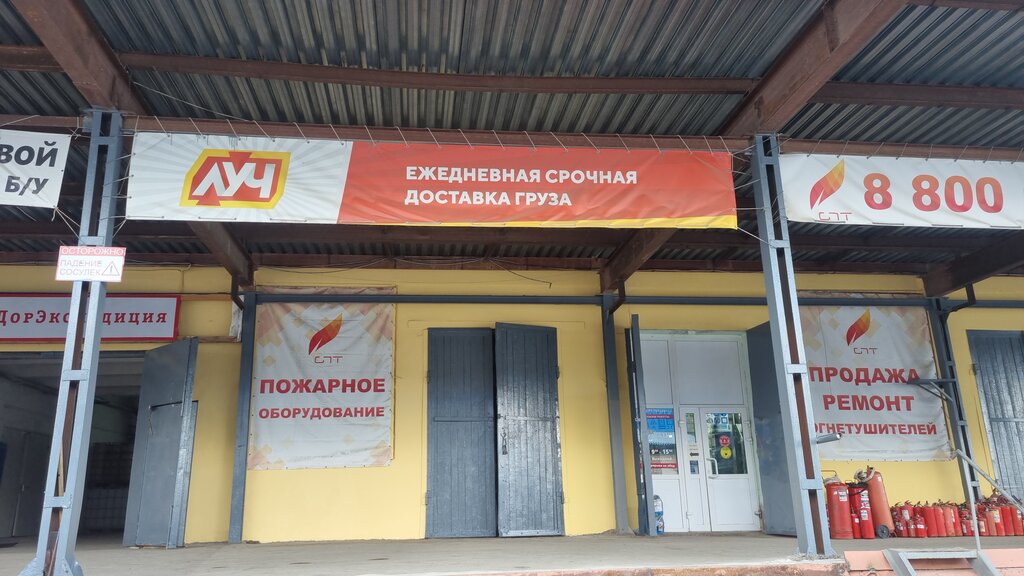 ВОЙ
Б/У
ЛУЧ
ЕЖЕДНЕВНАЯ СРОЧНАЯ
ДОСТАВКА ГРУЗА
СПТ
8 800
ОСТОРОЖНО
ПАДЕНИЕ
СОСУЛЕК
ДорЭкспедиция
СПТ
ПОЖАРНОЕ
ОБОРУДОВАНИЕ
СПТ
ПРОДАЖА
РЕМОНТ
ОГНЕТУШИТЕЛЕЙ